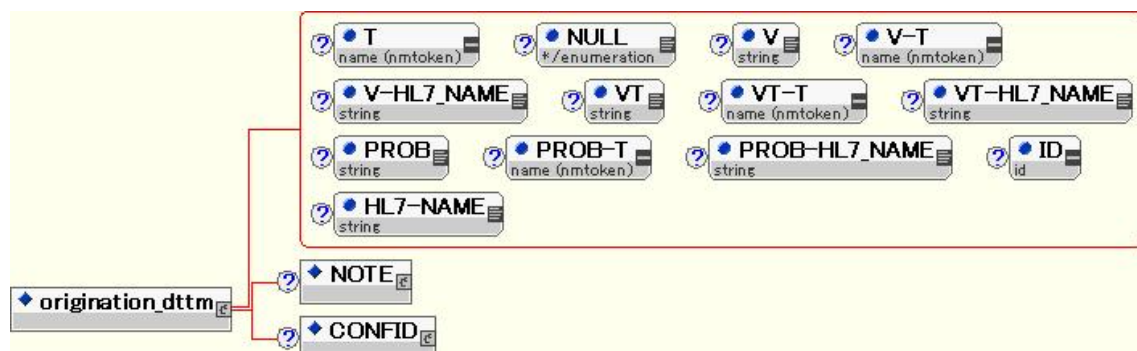 ? T ? NULL ? V ? V-T
name (nmtoken) */enumeration string name (nmtoken)
? V-HL7_NAME ? VT ? VT-T ? VT-HL7_NAME
string string name (nmtoken) string
? PROB ? PROB-T ? PROB-HL7_NAME ? ID
string name (nmtoken) string id
? HL7-NAME
string
? NOTE
origination_dttm
? CONFID